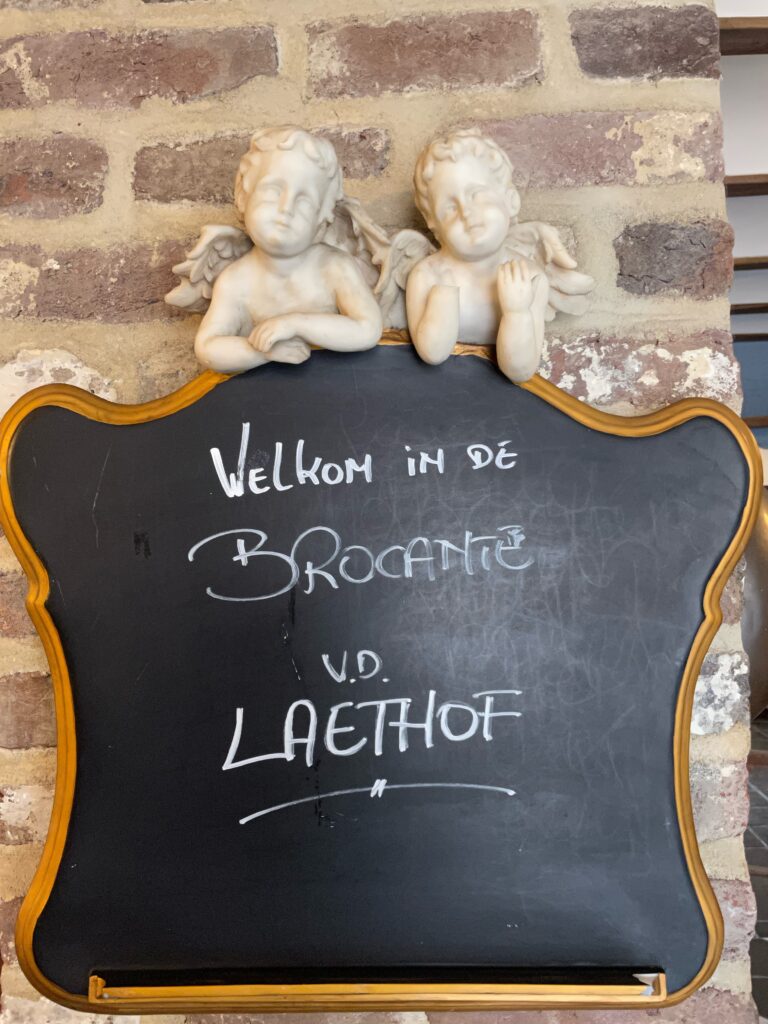 WELKOM IN DE
BROCANTE
V.D.
LAETHOF